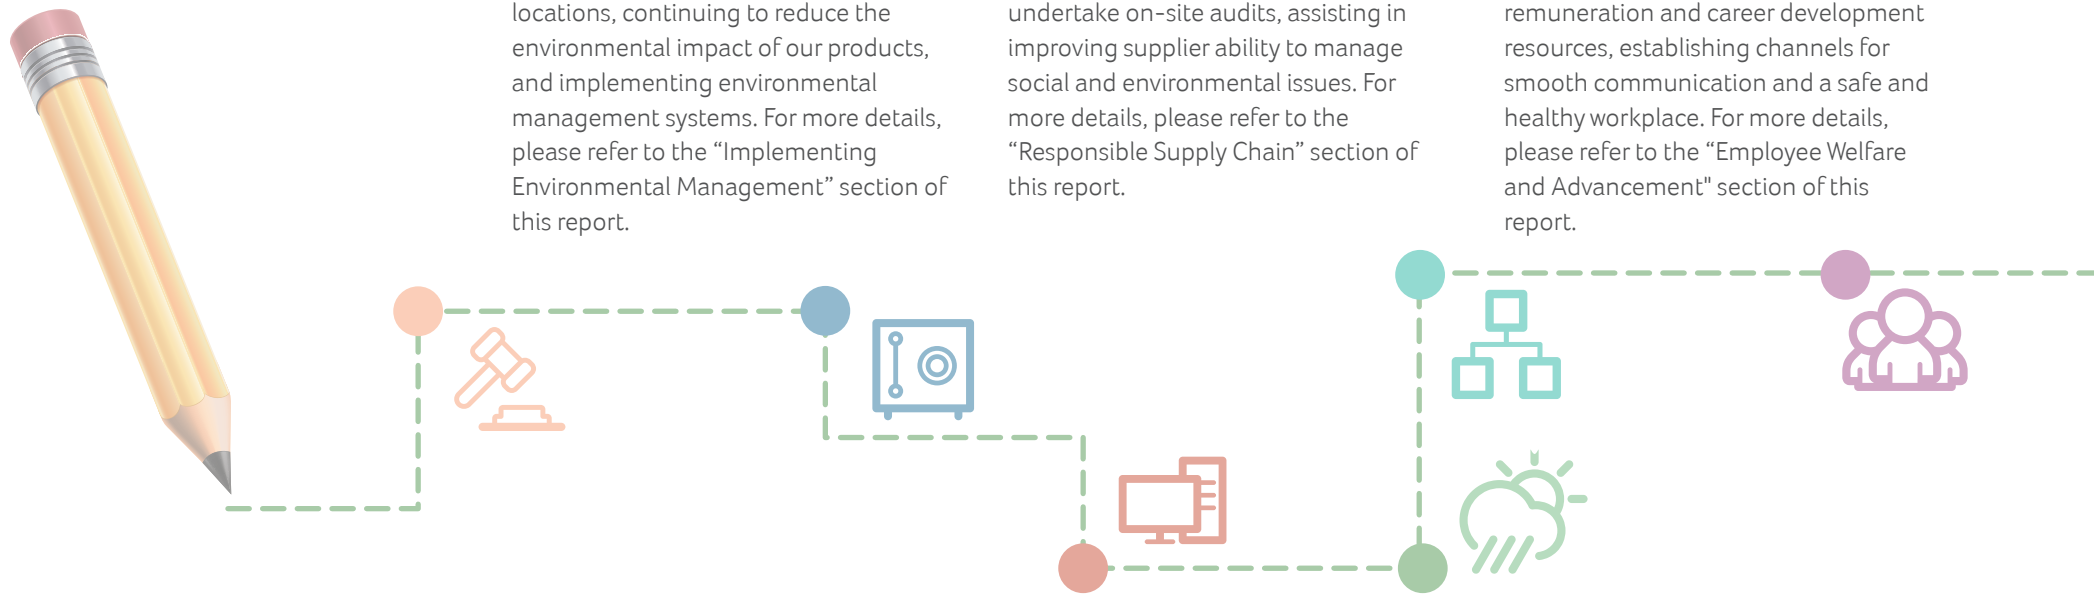 locations, continuing to reduce the
environmental impact of our products,
and implementing environmental
management systems. For more details,
please refer to the “Implementing
Environmental Management” section of
this report.
undertake on-site audits, assisting in
improving supplier ability to manage
social and environmental issues. For
more details, please refer to the
“Responsible Supply Chain” section of
this report.
remuneration and career development
resources, establishing channels for
smooth communication and a safe and
healthy workplace. For more details,
please refer to the “Employee Welfare
and Advancement" section of this
report.